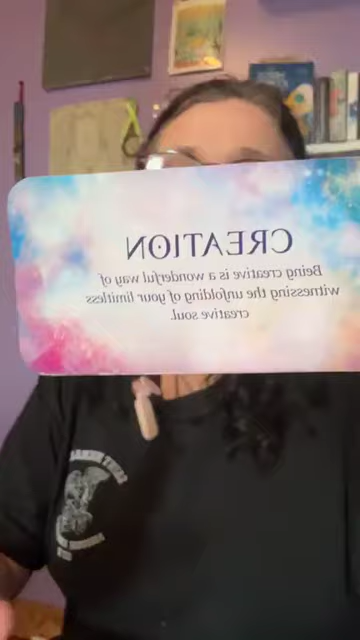 CREATION
Being creative is a wonderful way of
witnessing the unfolding of your limitless
creative soul.